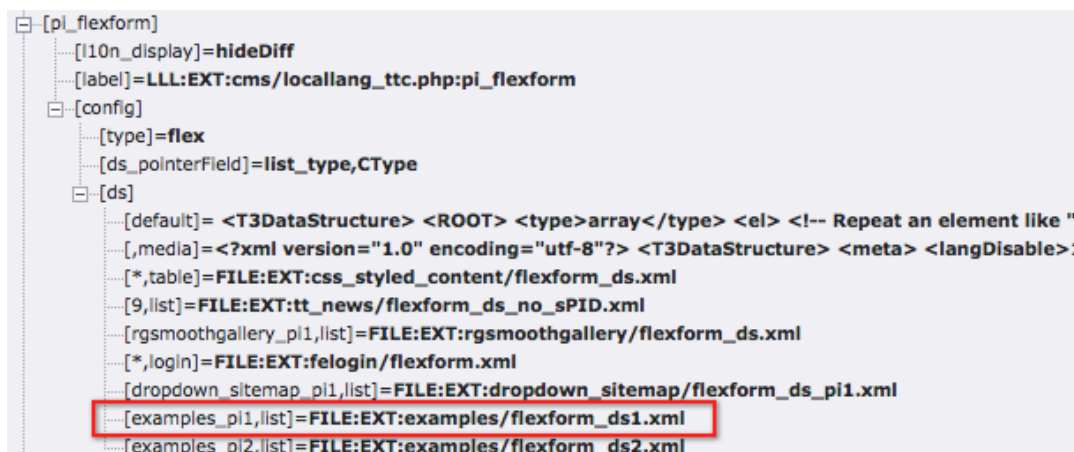 [pi_flexform]
[l10n_display]=hideDiff
[label]=LLL:EXT:cms/locallang_ttc.php:pi_flexform
[config]
[type]=flex
[ds_pointerField]=list_type,CType
[ds]
[default]= <T3DataStructure> <ROOT> <type>array</type> <el> <!-- Repeat an element like "
[,media]=<?xml version="1.0" encoding="utf-8"?> <T3DataStructure> <meta> <langDisable>
[*,table]=FILE:EXT:css_styled_content/flexform_ds.xml
[9,list]=FILE:EXT:tt_news/flexform_ds_no_sPID.xml
[rgsmoothgallery_pi1,list]=FILE:EXT:rgsmoothgallery/flexform_ds.xml
[*,login]=FILE:EXT:felogin/flexform.xml
[dropdown_sitemap_pi1,list]=FILE:EXT:dropdown_sitemap/flexform_ds_pi1.xml
[examples_pi1,list]=FILE:EXT:examples/flexform_ds1.xml
[examples_pi2,list]=FILE:EXT:examples/flexform_ds2.xml